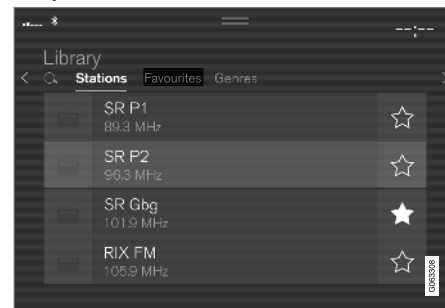 --:--
Library
Stations Favourites Genres
SR P1
89.3 MHz
SR P2
96.3 MHz
SR Gbg
101.9 MHz
RIX FM
105.9 MHz
G063308